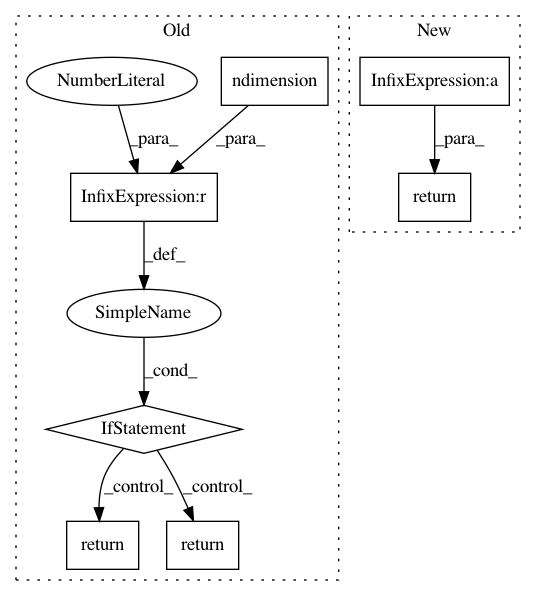 Old
New
NumberLiteral
ndimension
InfixExpression:a
_para_
_para_
_para_
InfixExpression:r
return
_def_
SimpleName
_cond_
IfStatement
_control_
_control_
return
return